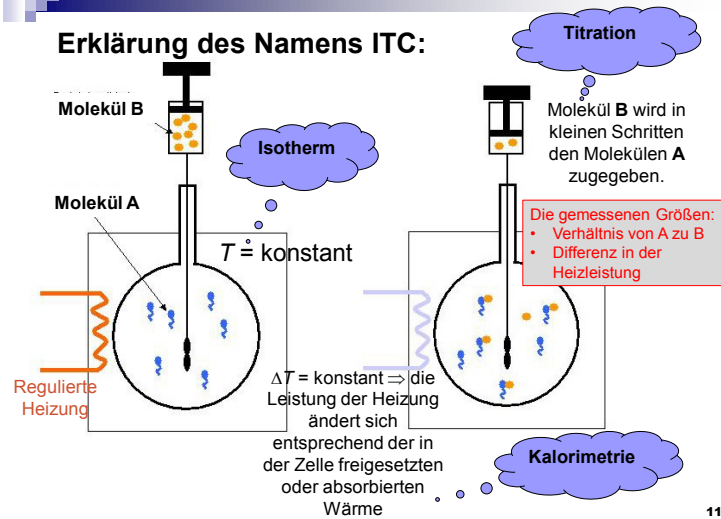 Erklärung des Namens ITC:
Titration
Molekül B
Molekül B wird in
kleinen Schritten
den Molekülen A
zugegeben.
Isotherm
Molekül A
Die gemessenen Größen:
• Verhältnis von A zu B
• Differenz in der
Heizleistung
T = konstant
Regulierte
Heizung
ΔT = konstant ⇒ die
Leistung der Heizung
ändert sich
entsprechend der in
der Zelle freigesetzten
oder absorbierten
Wärme
Kalorimetrie
11